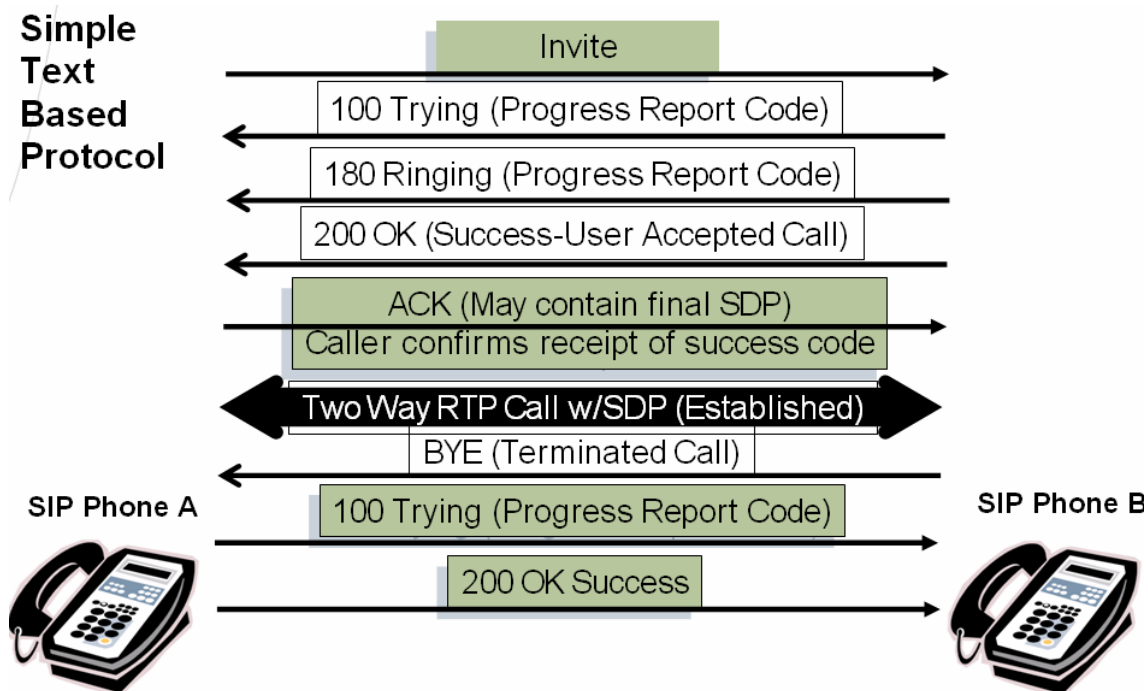 Simple
Text
Based
Protocol
Invite
100 Trying (Progress Report Code)
180 Ringing (Progress Report Code)
200 OK (Success-User Accepted Call)
ACK (May contain final SDP)
Caller confirms receipt of success code
Two Way RTP Call w/SDP (Established)
BYE (Terminated Call)
SIP Phone A
100 Trying (Progress Report Code)
SIP Phone B
200 OK Success